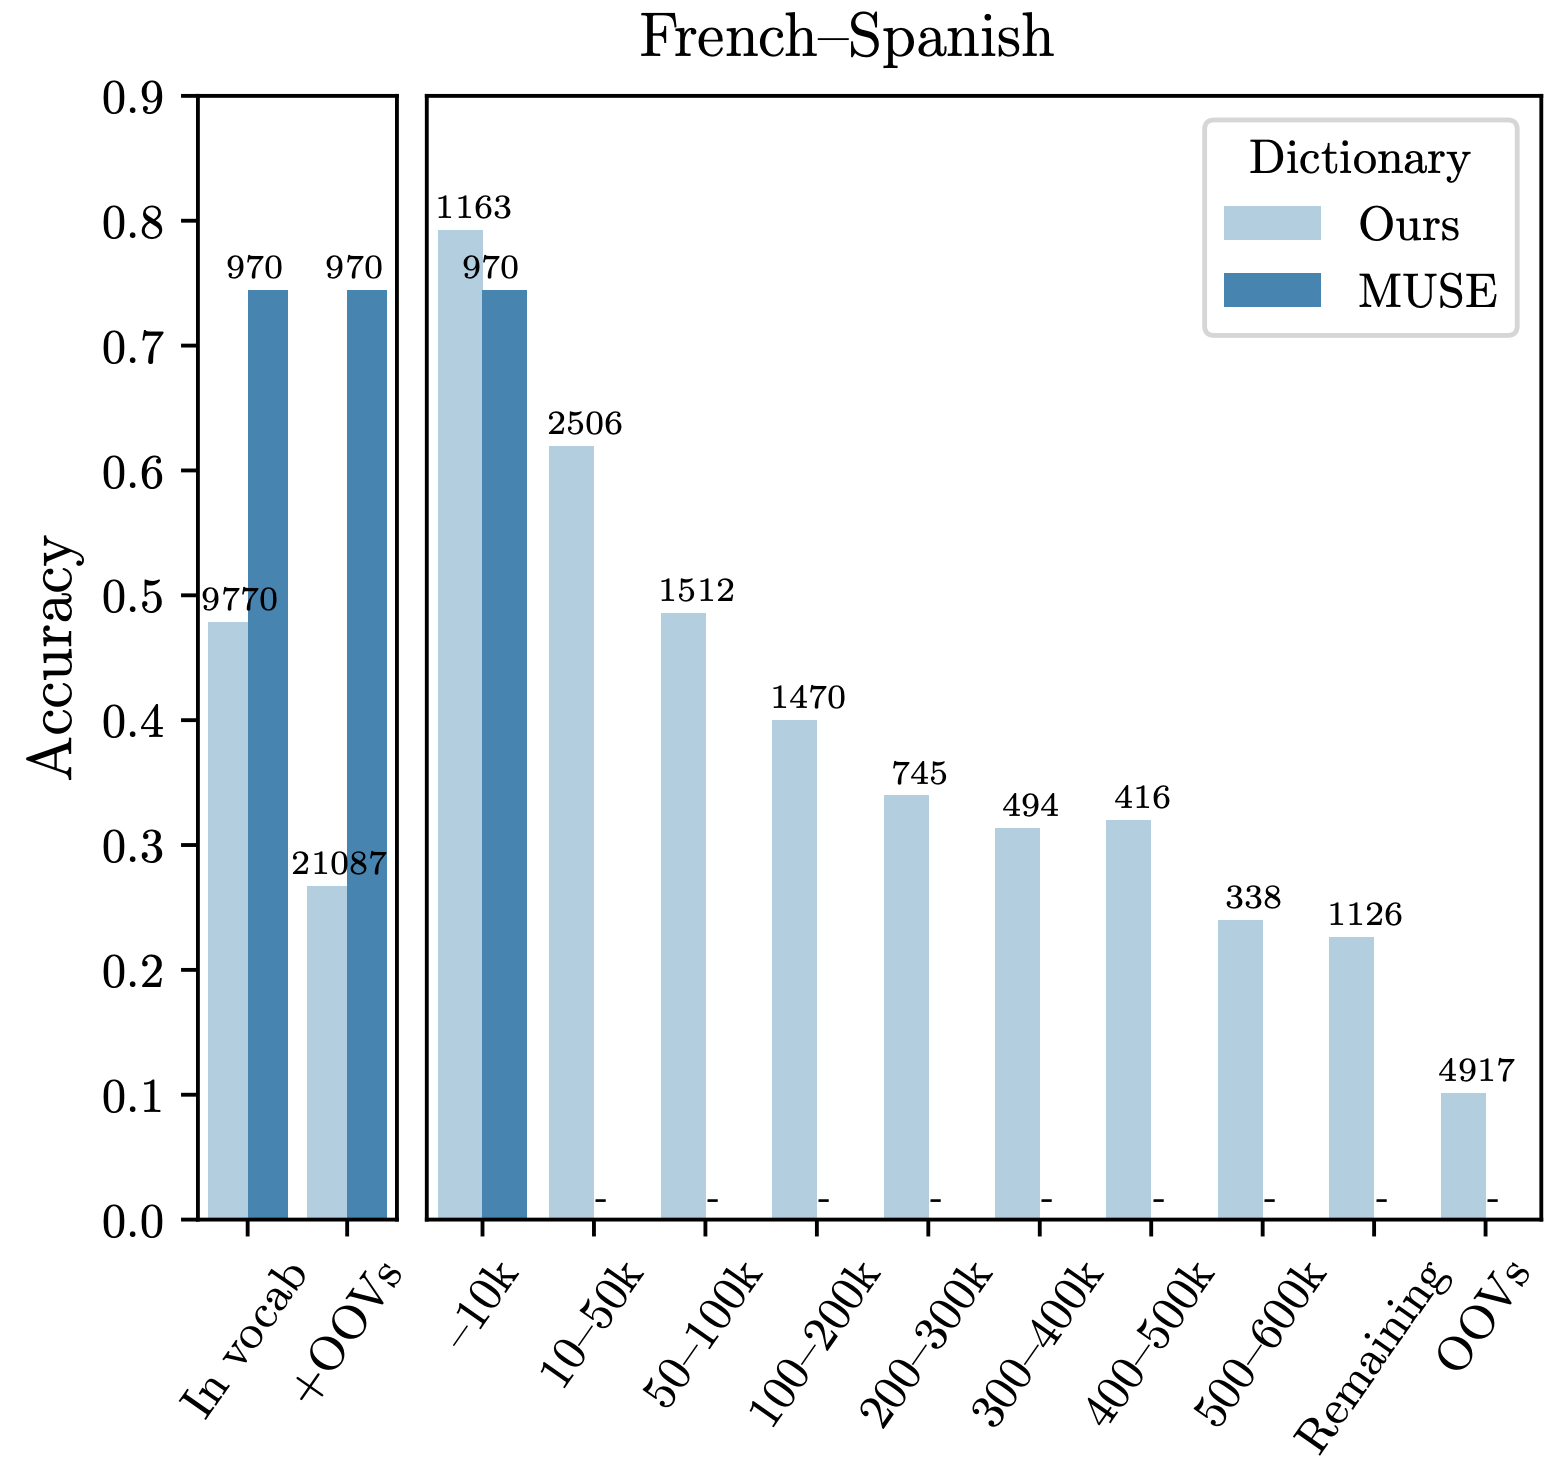 French–Spanish
Accuracy
0.9
0.8
0.7
0.6
0.5
0.4
0.3
0.2
0.1
0.0
970
970
9770
21087
1163
970
2506
1512
1470
745
494
416
338
1126
4917
-
-
-
-
-
-
-
-
-
Dictionary
Ours
MUSE
In vocab
+OOVs
–10k
10–50k
50–100k
100–200k
200–300k
300–400k
400–500k
500–600k
Remaining
OOVs